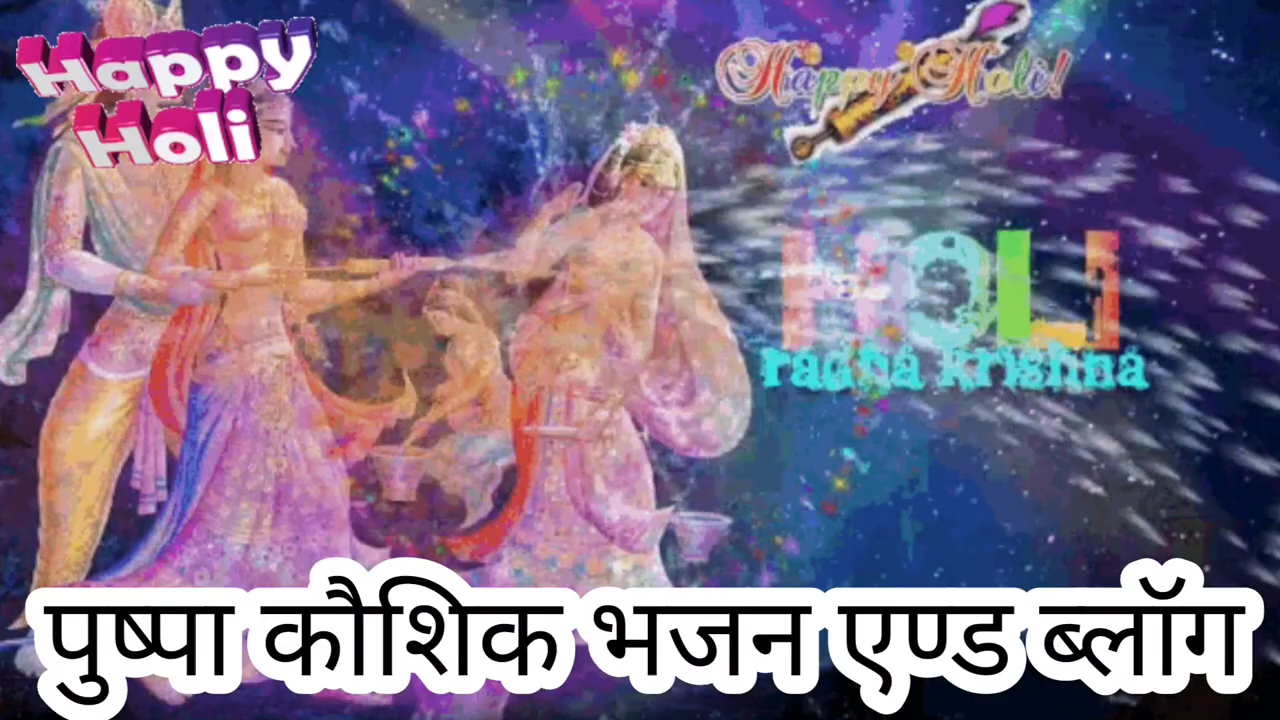 Happy
Holi
Happy Holi!
HOLI
radha krishna
पुष्पा कौशिक भजन एण्ड ब्लॉग